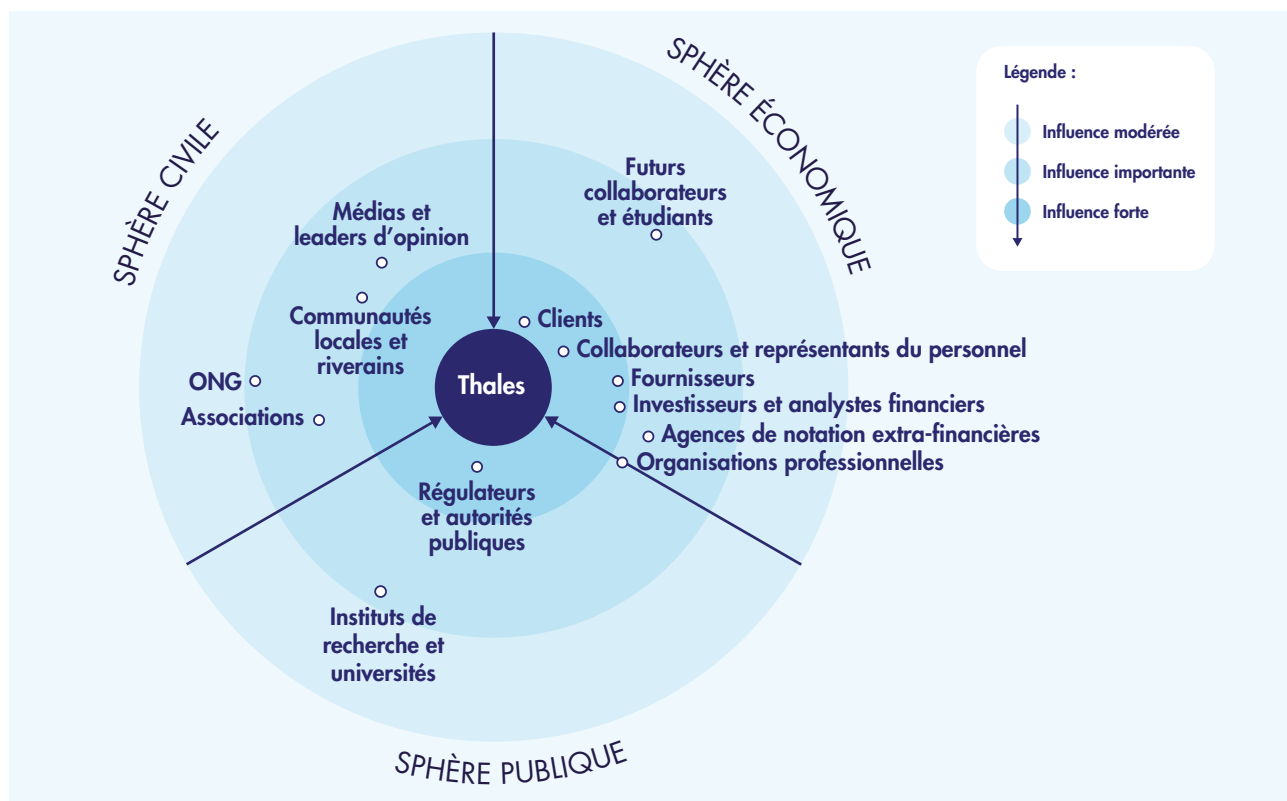 SPHÈRE CIVILE
SPHÈRE ÉCONOMIQUE
Légende :
Influence modérée
Influence importante
Influence forte
Futurs
collaborateurs
et étudiants
Médias et
leaders d’opinion
Communautés
locales et
riverains
ONG
Associations
Thales
Clients
Collaborateurs et représentants du personnel
Fournisseurs
Investisseurs et analystes financiers
Agences de notation extra-financières
Organisations professionnelles
Régulateurs
et autorités
publiques
Instituts de
recherche et
universités
SPHÈRE PUBLIQUE